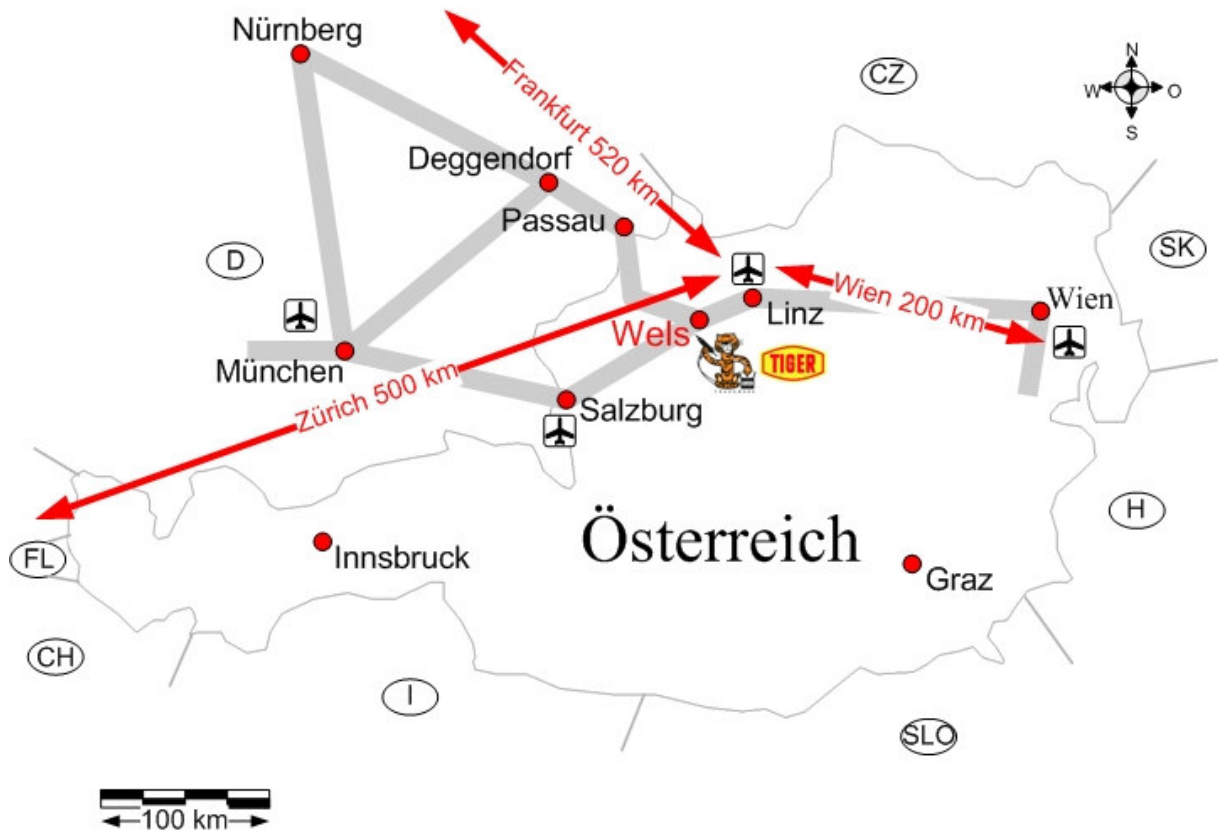 Nürnberg
Frankfurt 520 km
CZ
N
W
O
S
Deggendorf
Passau
D
SK
Wien 200 km
Wien
Linz
Wels
TIGER
München
Zürich 500 km
Salzburg
H
Österreich
FL
Innsbruck
Graz
CH
I
SLO
100 km